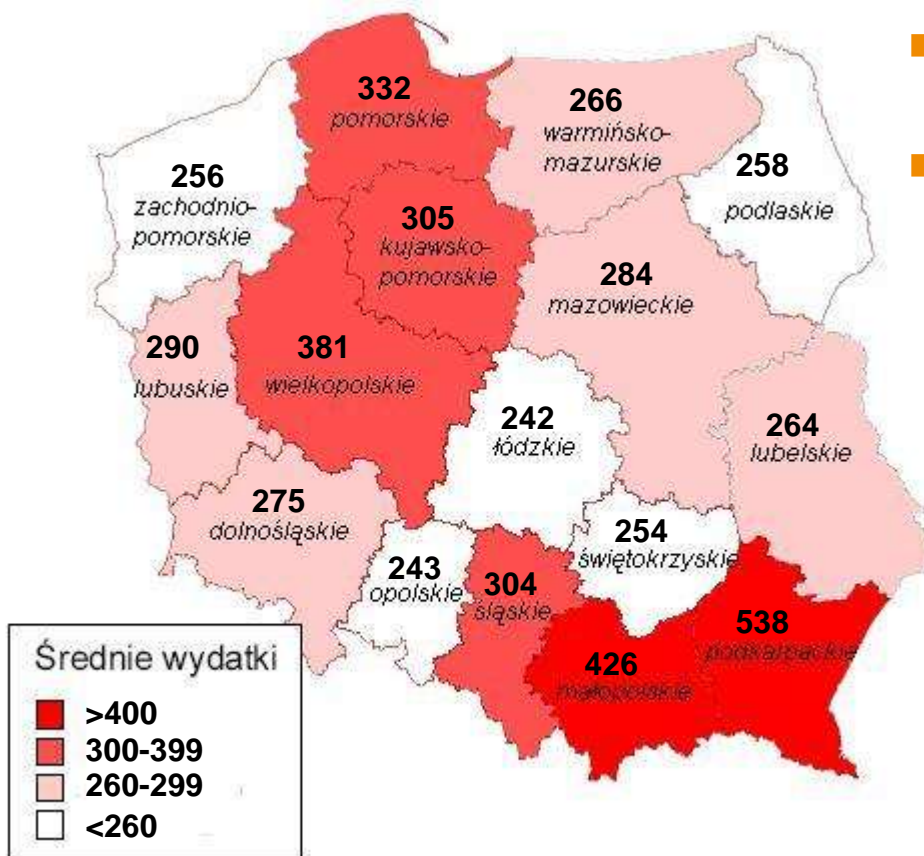 332
pomorskie
266
warmińsko-
mazurskie
256
zachodnio-
pomorskie
258
podlaskie
305
kujawsko-
pomorskie
284
mazowieckie
290
lubuskie
381
wielkopolskie
242
łódzkie
264
lubelskie
275
dolnośląskie
254
świętokrzyskie
243
opolskie
304
śląskie
538
podkarpackie
426
małopolskie
Średnie wydatki
>400
300-399
260-299
<260